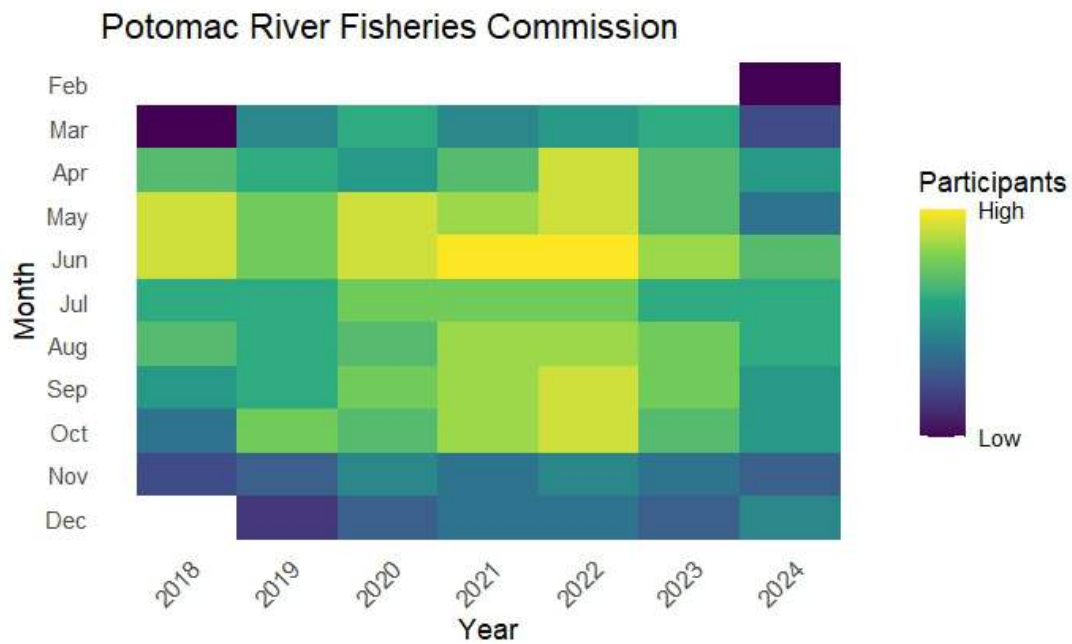 Potomac River Fisheries Commission
Feb
Mar
Apr
May
Jun
Jul
Aug
Sep
Oct
Nov
Dec
Month
2018
2019
2020
2021
2022
2023
2024
Year
Participants
High
Low